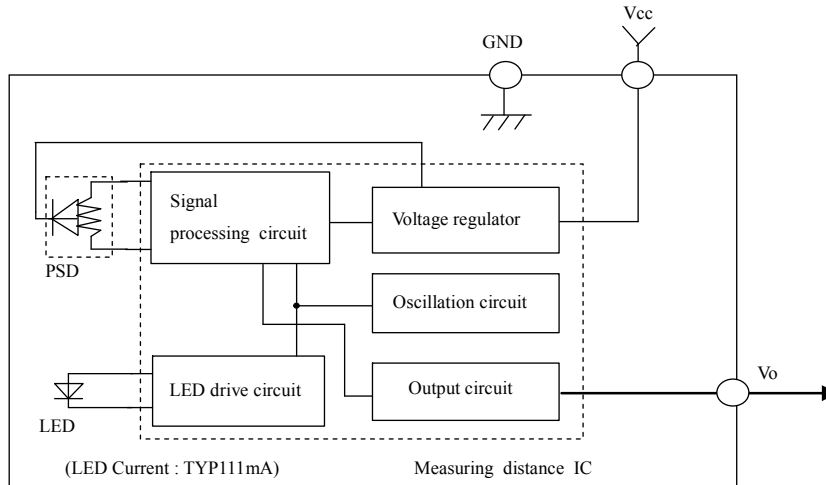 Vcc
GND
Signal
processing circuit
Voltage regulator
PSD
Oscillation circuit
LED drive circuit
Output circuit
Vo
LED
(LED Current : TYP111mA)
Measuring distance IC